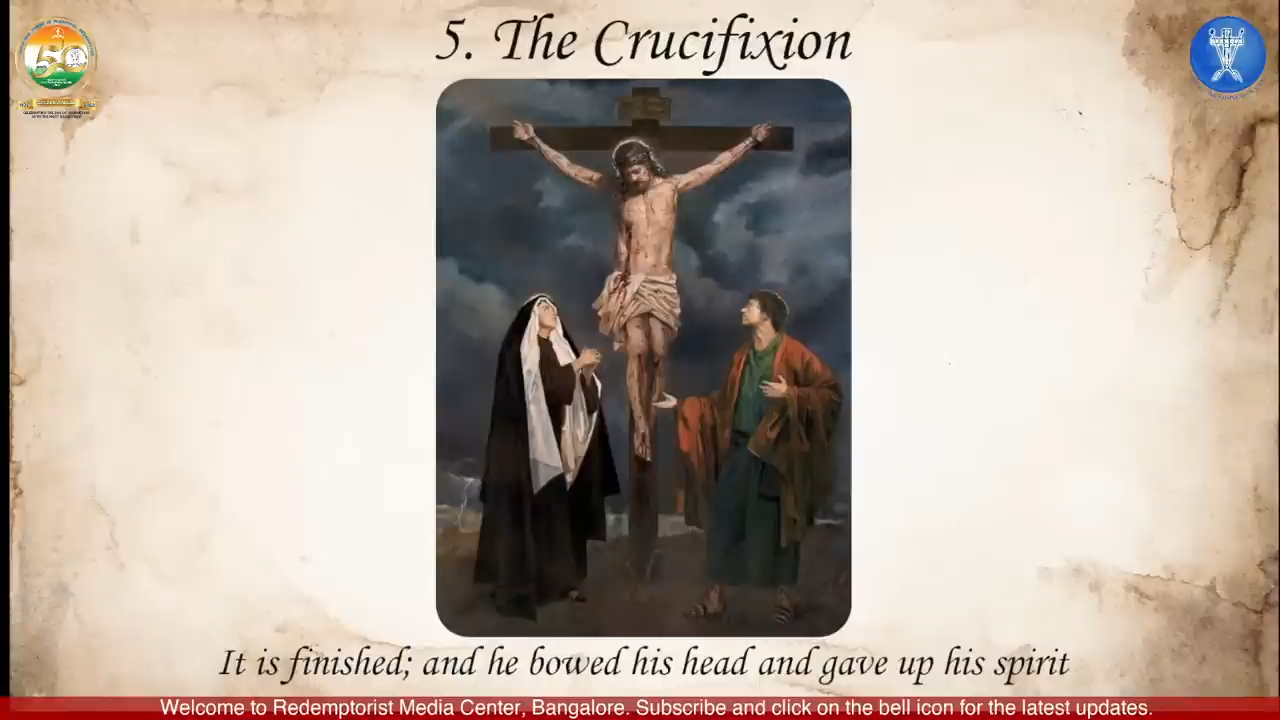 5. The Crucifixion
50
It is finished; and he bowed his head and gave up his spirit
Welcome to Redemptorist Media Center, Bangalore. Subscribe and click on the bell icon for the latest updates.